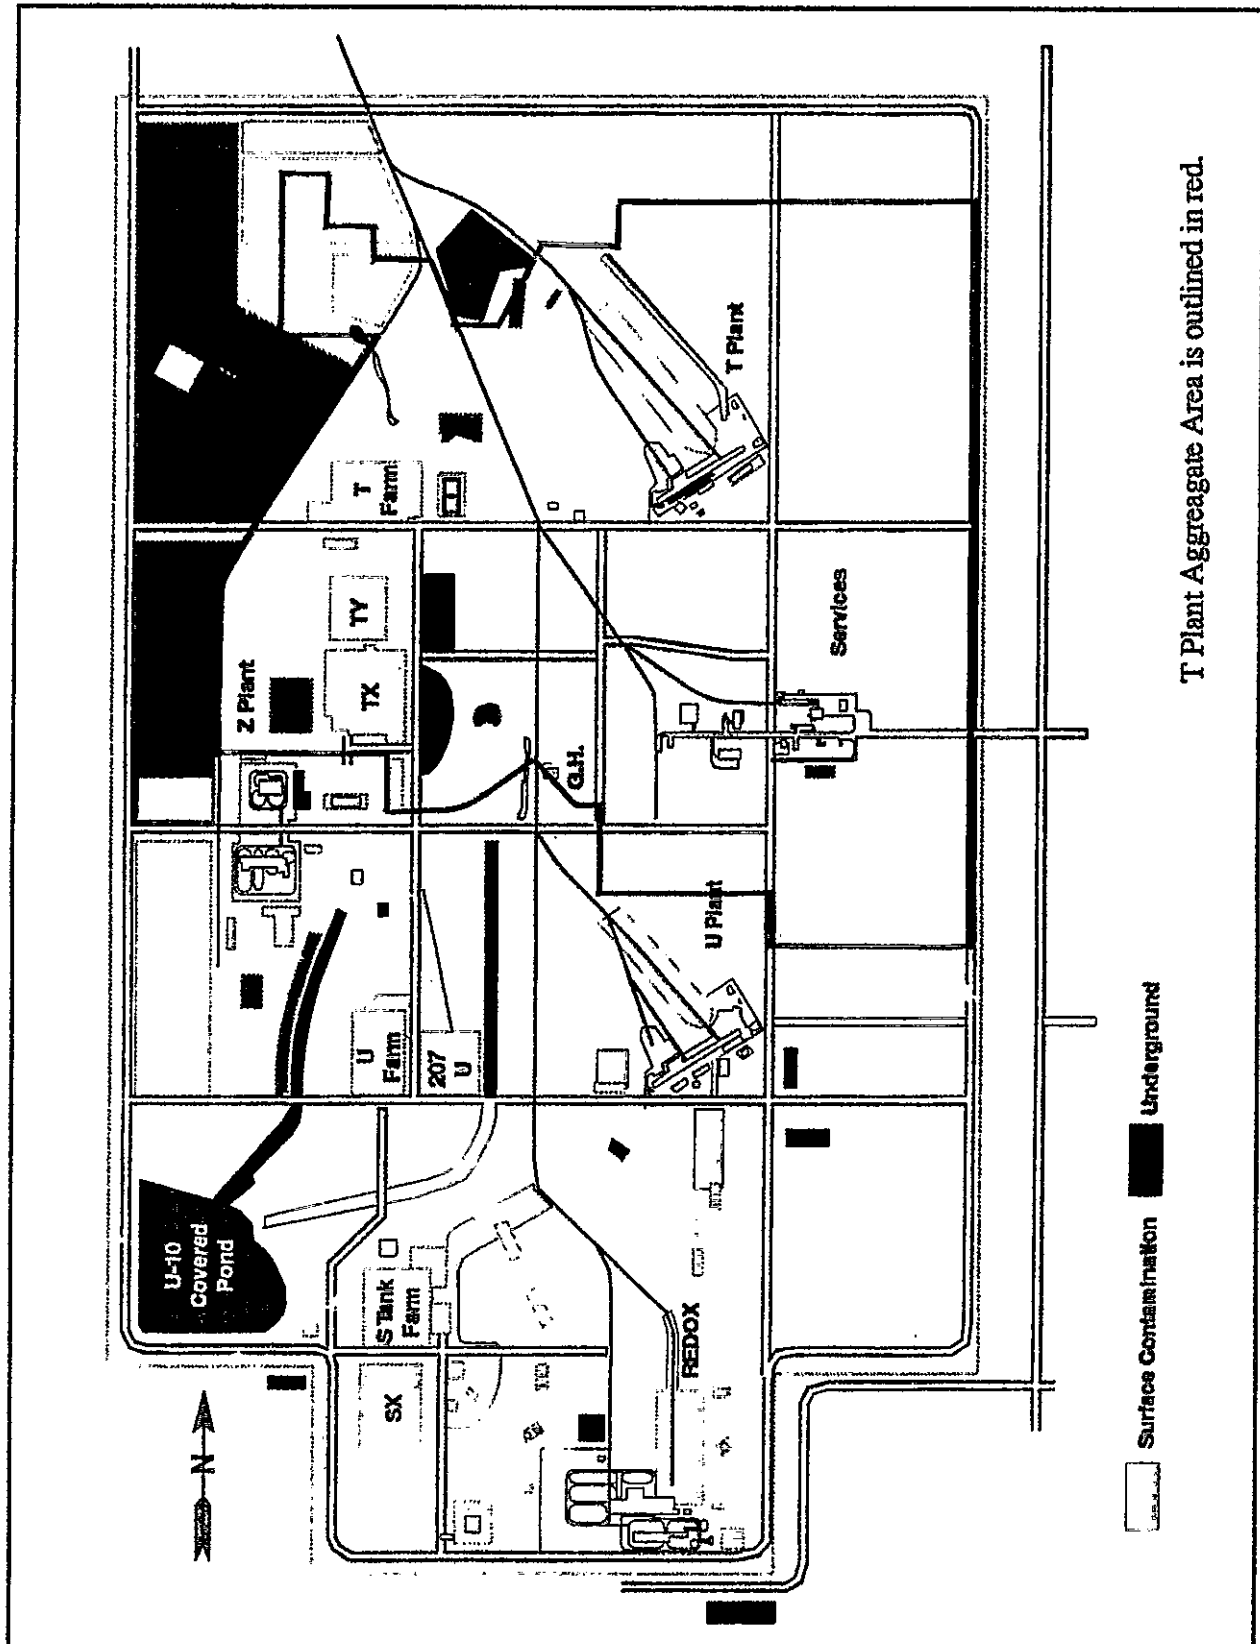 T Plant Aggreagate Area is outlined in red.
U-10
Covered
Pond
S Tank
Farm
SX
N
REDOX
U
Farm
207
U
U Plant
Z Plant
TX
TY
G.H.
Services
T
Farm
T Plant
Surface Contamination
Underground